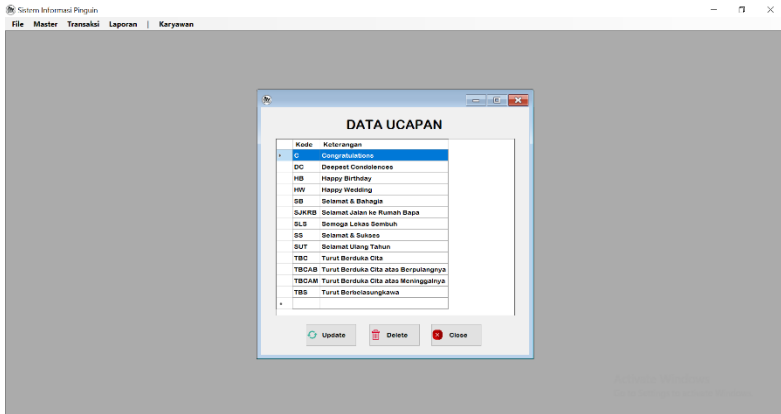 Sistem Informasi Pinguin
File Master Transaksi Laporan | Karyawan
DATA UCAPAN
Kode Keterangan
C Congratulations
DC Deepest Condolences
HB Happy Birthday
HW Happy Wedding
SB Selamat & Bahagia
SJKRB Selamat Jalan ke Rumah Bapa
SLS Semoga Lekas Sembuh
SS Selamat & Sukses
SUT Selamat Ulang Tahun
TBC Turut Berduka Cita
TBCAB Turut Berduka Cita atas Berpulangnya
TBCAM Turut Berduka Cita atas Meninggalnya
TBS Turut Berbelasungkawa
Update Delete Close